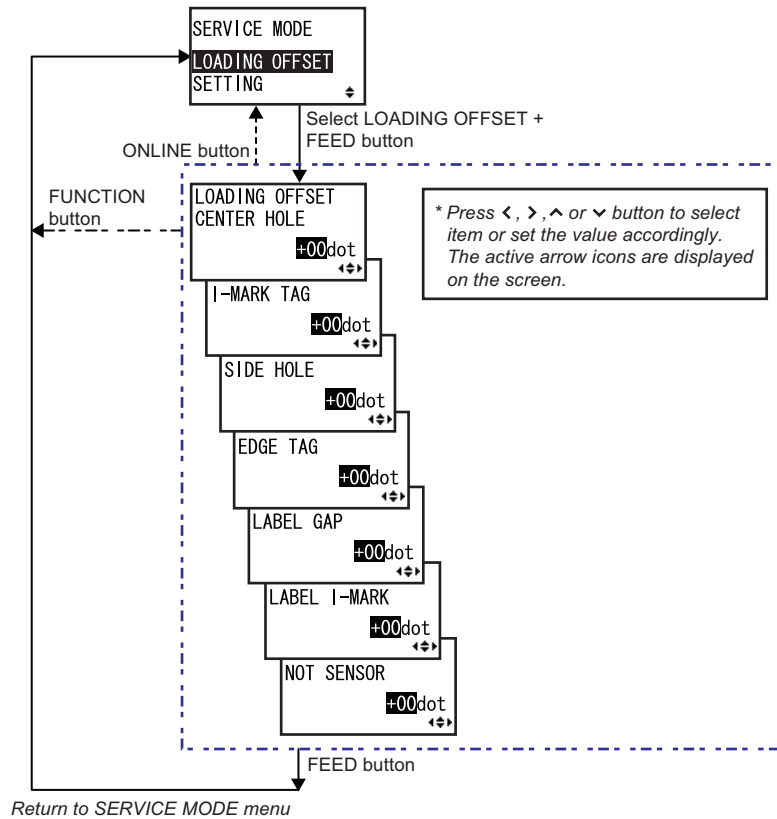 SERVICE MODE
LOADING OFFSET
SETTING
Select LOADING OFFSET +
FEED button
ONLINE button
FUNCTION
button
LOADING OFFSET
CENTER HOLE
+00dot
* Press <, >, ∧ or ∨ button to select
item or set the value accordingly.
The active arrow icons are displayed
on the screen.
I-MARK TAG
+00dot
SIDE HOLE
+00dot
EDGE TAG
+00dot
LABEL GAP
+00dot
LABEL I-MARK
+00dot
NOT SENSOR
+00dot
FEED button
Return to SERVICE MODE menu